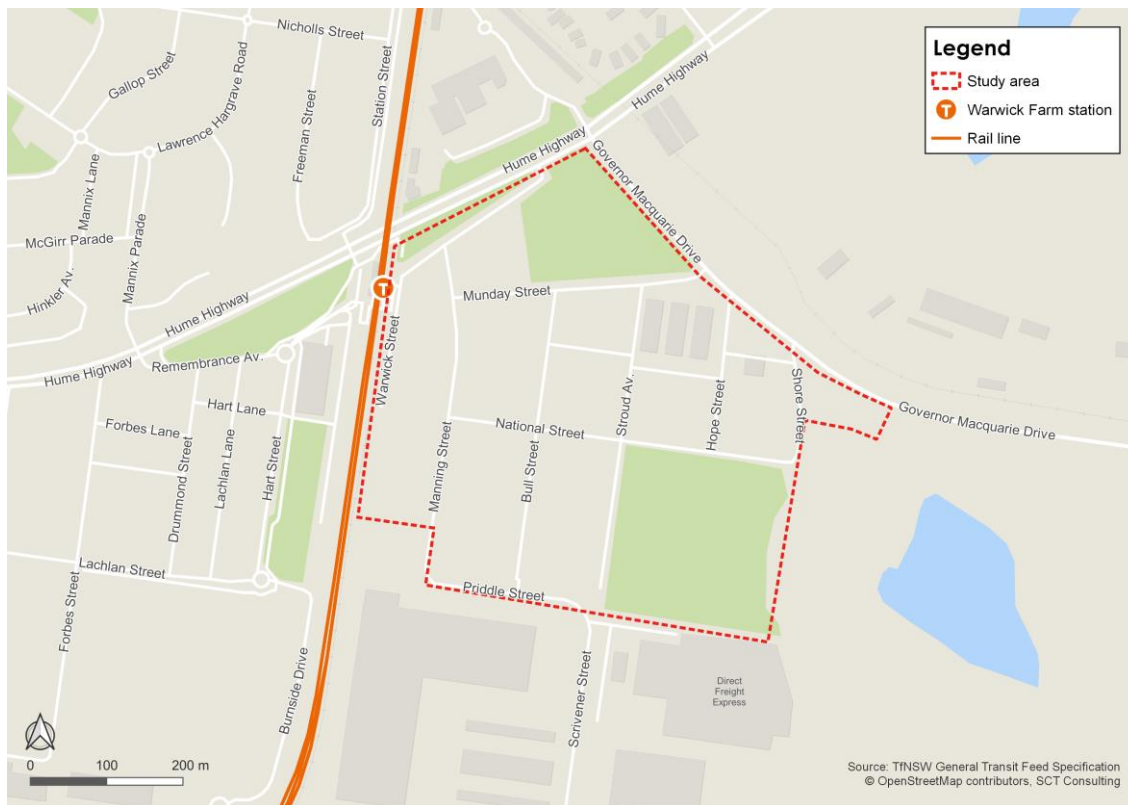 Nicholls Street
Gallop Street
Lawrence Hargrave Road
Freeman Street
Station Street
Mannix Lane
McGirr Parade
Mannix Parade
Hinkler Av.
Hume Highway
Hume Highway
Hume Highway
Hume Highway
Governor Macquarie Drive
Governor Macquarie Drive
Legend
Study area
T
Warwick Farm station
Rail line
T
Munday Street
Remembrance Av.
Warwick Street
Hart Lane
Forbes Lane
Drummond Street
Lachlan Lane
Hart Street
Lachlan Street
Forbes Street
Burnside Drive
Manning Street
National Street
Bull Street
Stroud Av.
Hope Street
Shore Street
Priddle Street
Scrivener Street
Direct
Freight
Express
0 100 200 m
Source: TfNSW General Transit Feed Specification
© OpenStreetMap contributors, SCT Consulting